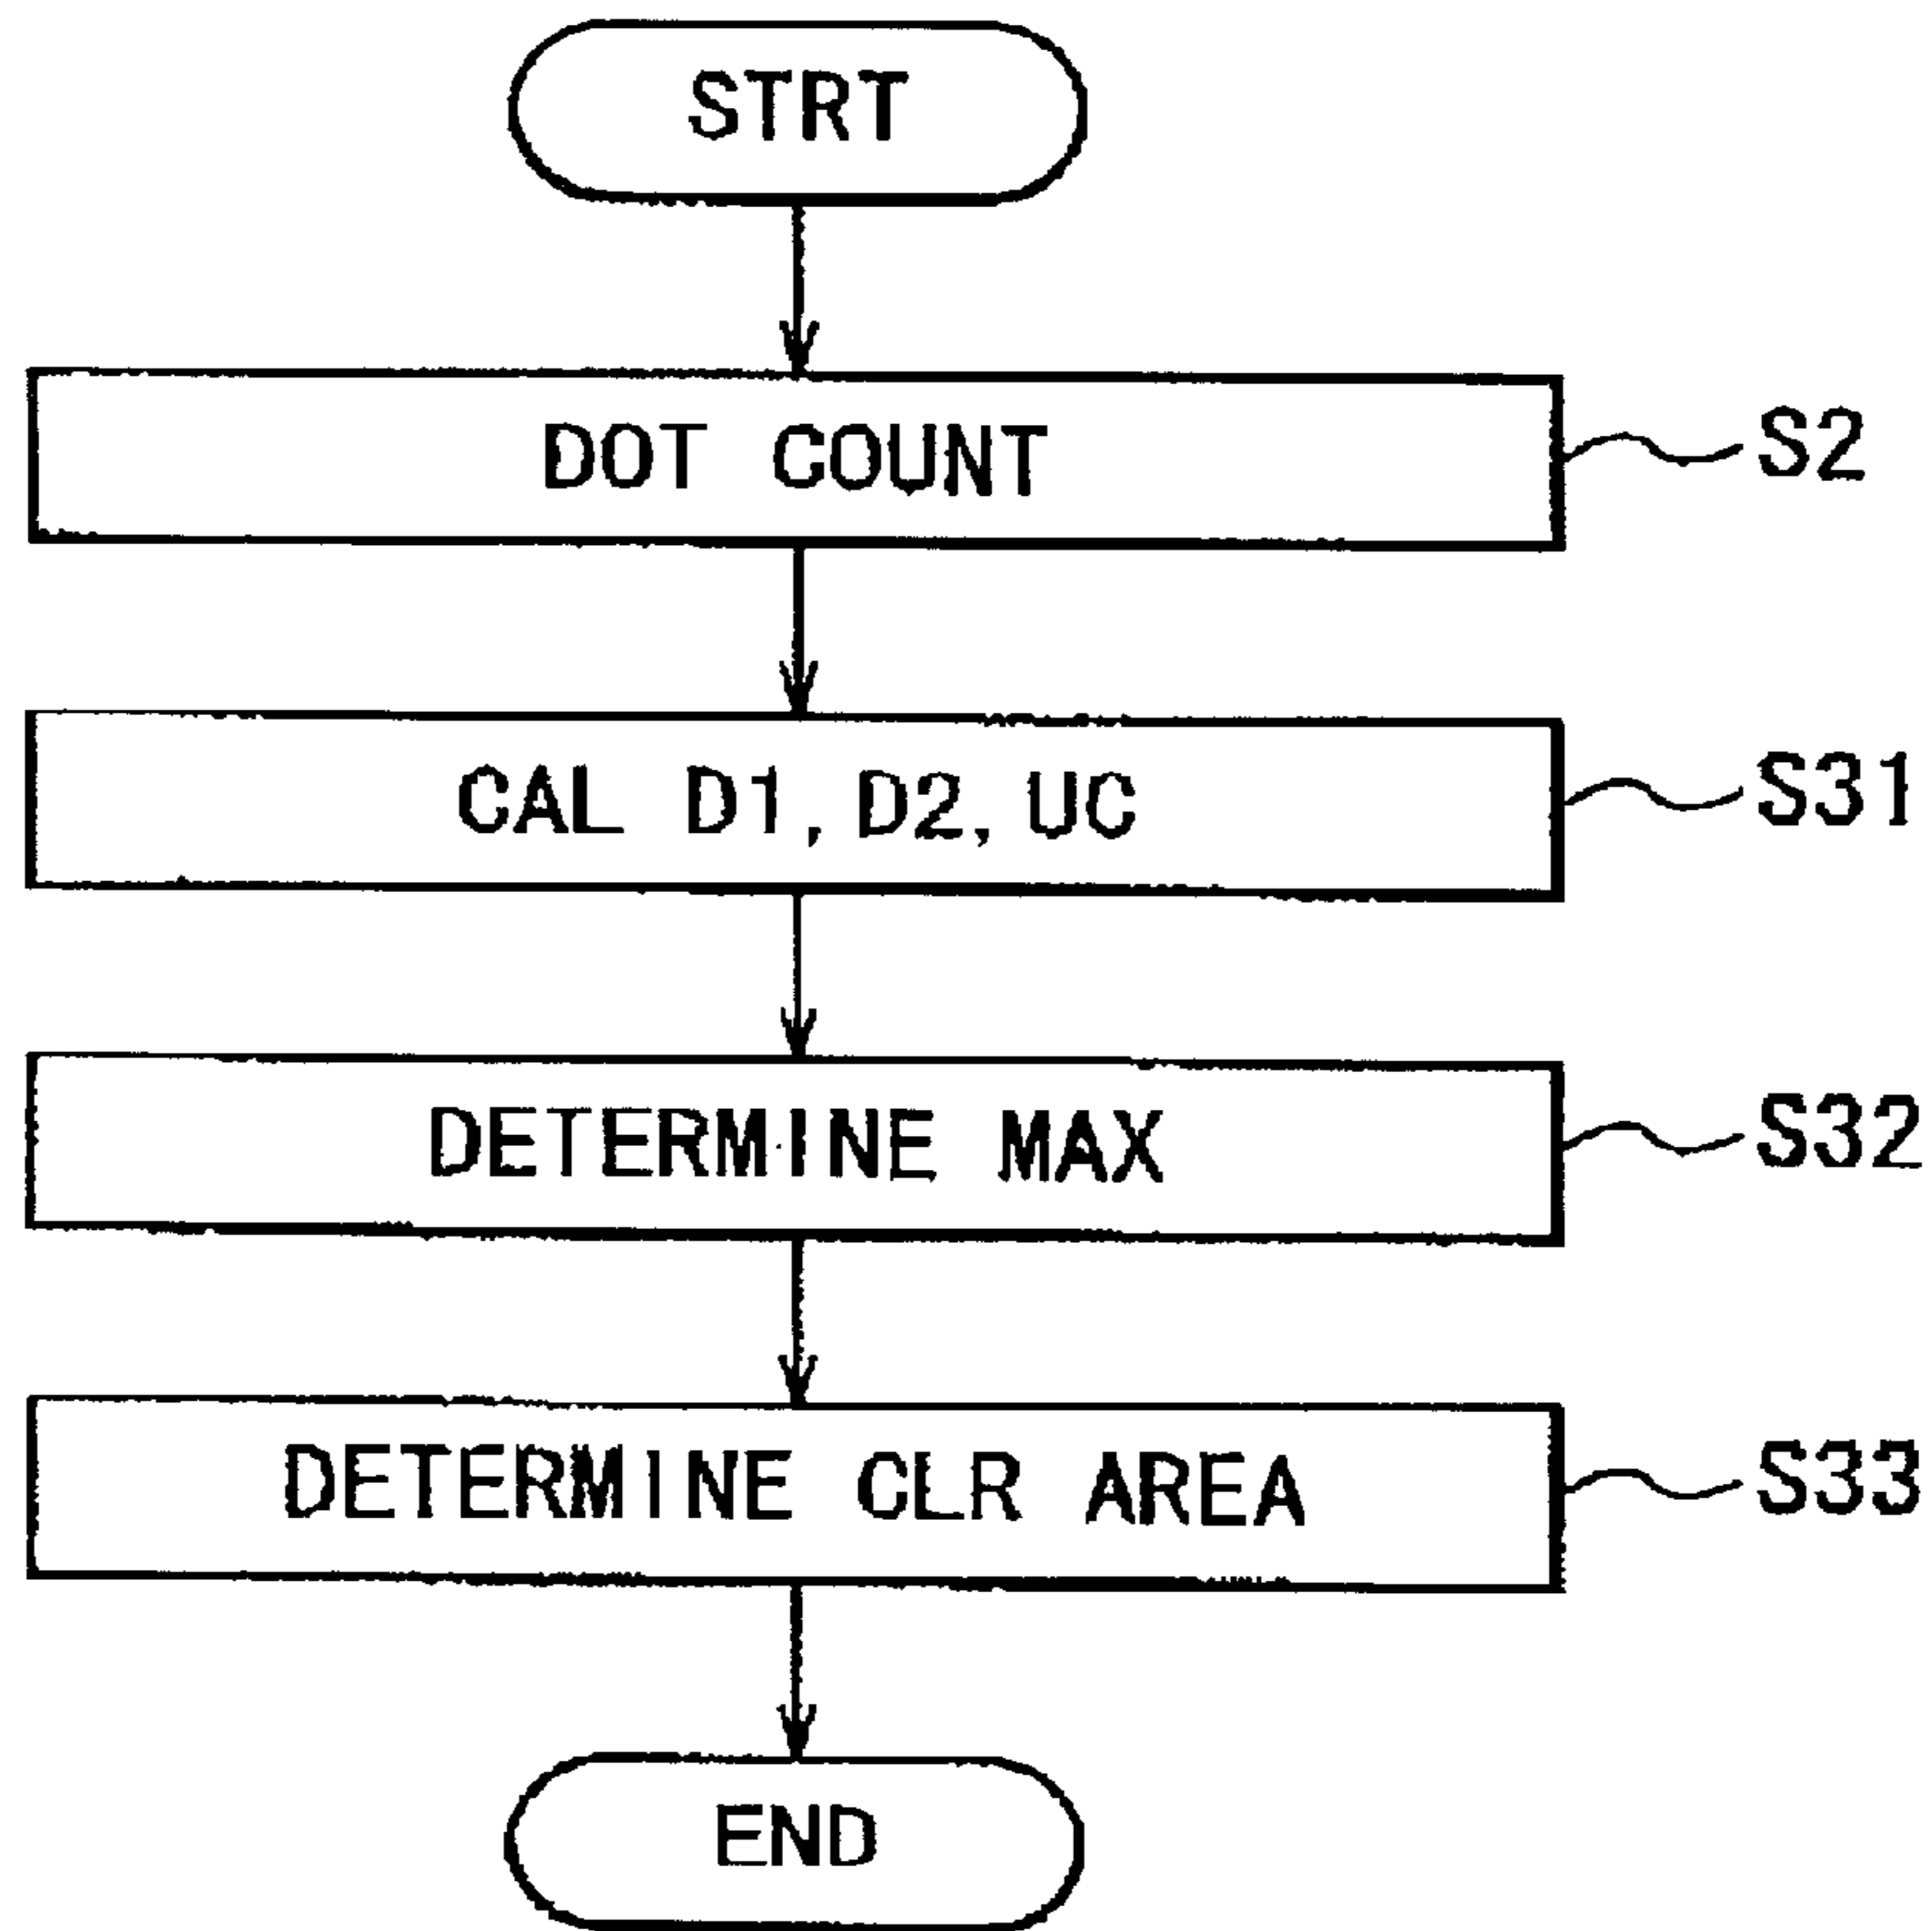 STRT
DOT COUNT S2
CAL D1, D2, UC S31
DETERMINE MAX S32
DETERMINE CLR AREA S33
END